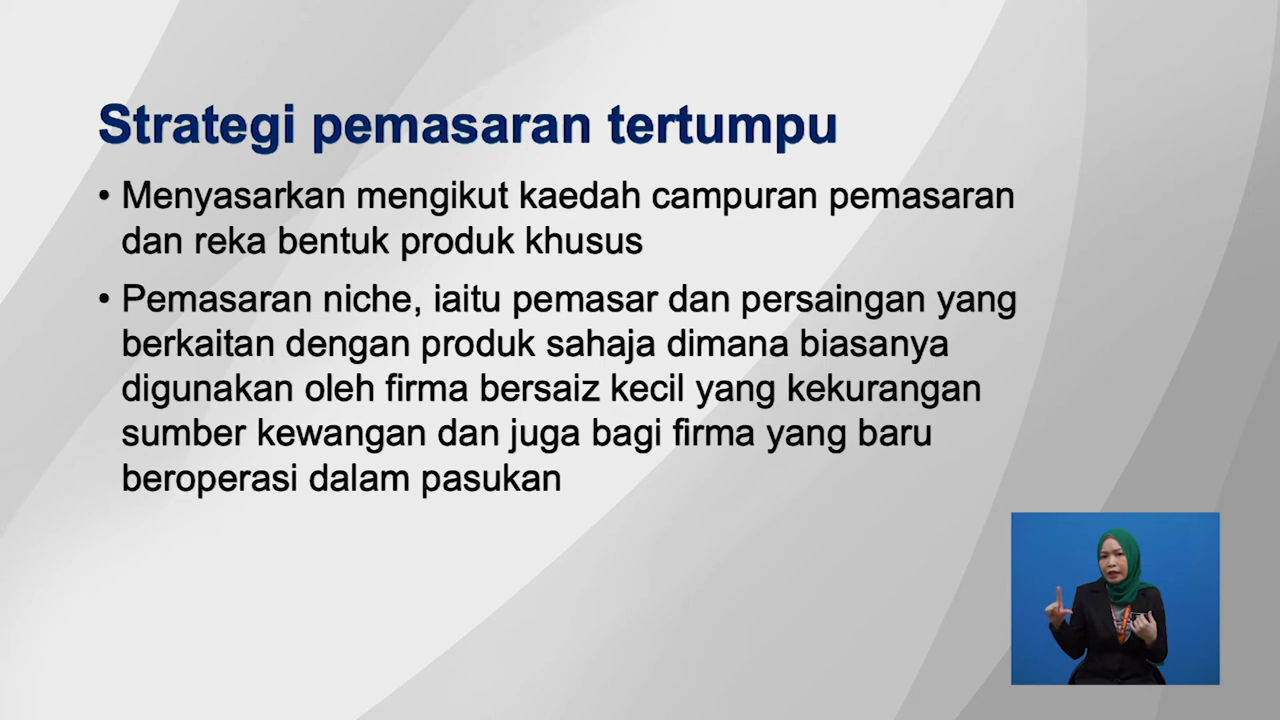 Strategi pemasaran tertumpu
• Menyasarkan mengikut kaedah campuran pemasaran
dan reka bentuk produk khusus
• Pemasaran niche, iaitu pemasar dan persaingan yang
berkaitan dengan produk sahaja dimana biasanya
digunakan oleh firma bersaiz kecil yang kekurangan
sumber kewangan dan juga bagi firma yang baru
beroperasi dalam pasukan